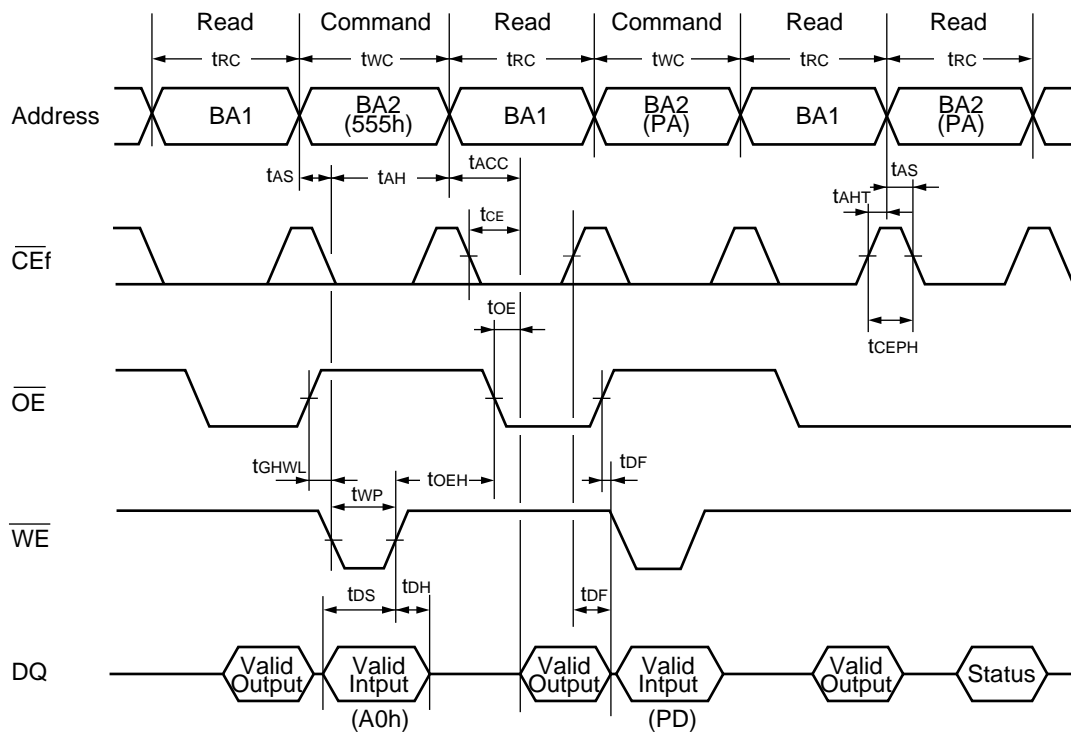 Read Command Read Command Read Read
tRC tWC tRC tWC tRC tRC
Address BA1 BA2 (555h) BA1 BA2 (PA) BA1 BA2 (PA)
tAS tAH tACC tAS
tAHT
tCE
CEf
tOE
tCEPH
OE
tGHWL tWP tOEH tDF
WE
tDS tDH tDF
DQ Valid Output Valid Intput Valid Output Valid Intput Valid Output Status
(A0h) (PD)